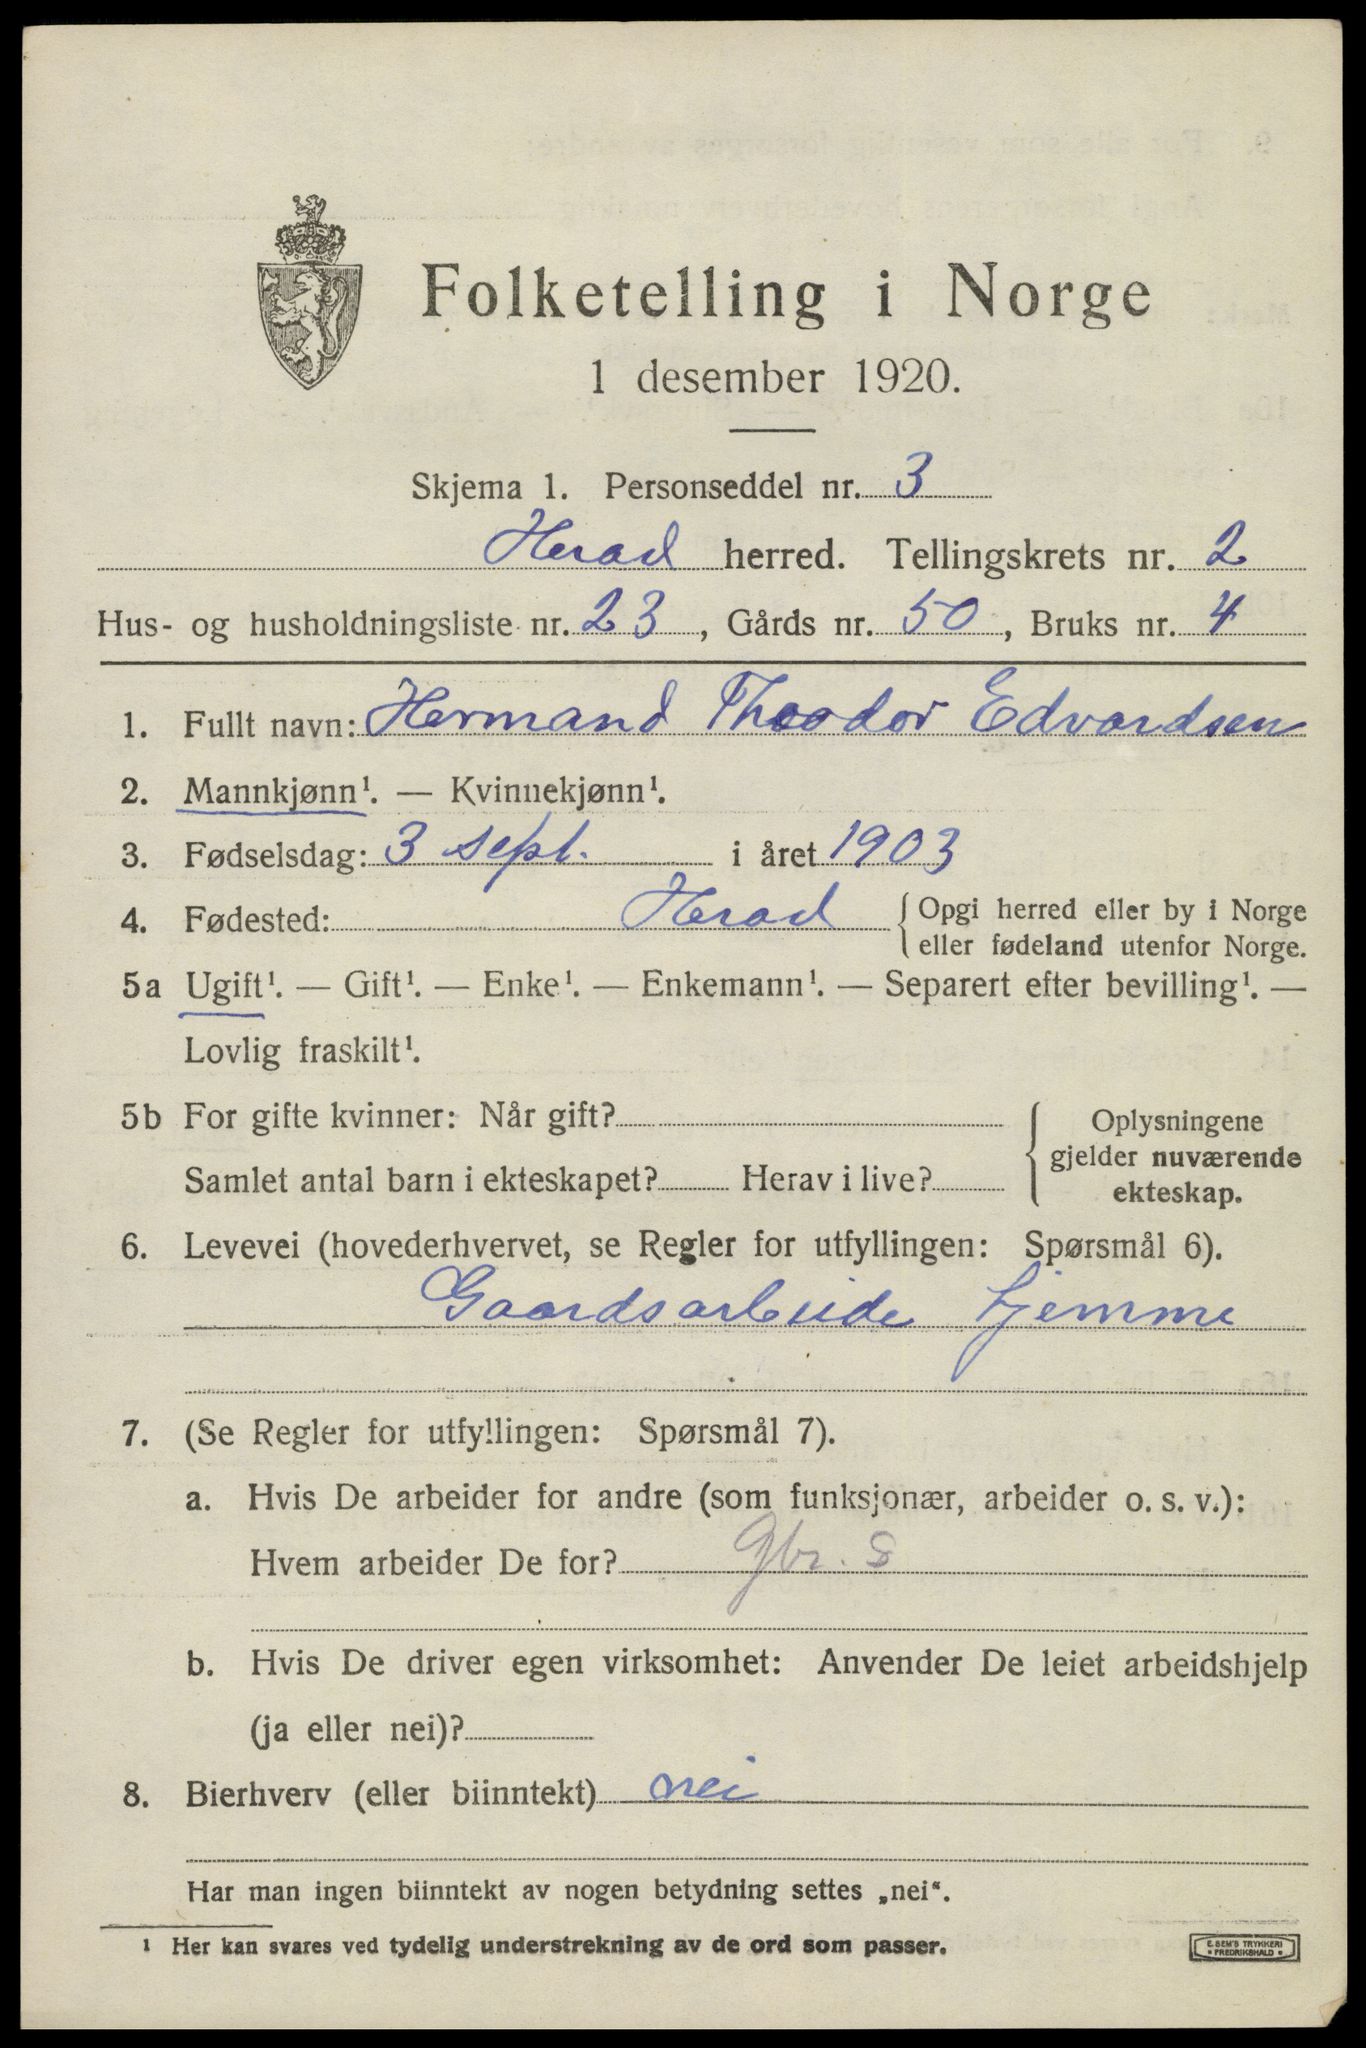 Folketelling i Norge
1 desember 1920.
Skjema 1. Personseddel nr. 3
Herad herred. Tellingskrets nr. 2
Hus- og husholdningsliste nr. 23, Gårds nr. 50, Bruks nr. 4
1. Fullt navn: Hermand Theodor Edvardsen
2. Mannkjønn¹. — Kvinnekjønn¹.
3. Fødselsdag: 3 sept. i året 1903
4. Fødested: Herad { Opgi herred eller by i Norge
eller fødeland utenfor Norge.
5a Ugift¹. — Gift¹. — Enke¹. — Enkemann¹. — Separert efter bevilling¹. —
Lovlig fraskilt¹.
5b For gifte kvinner: Når gift?
Samlet antal barn i ekteskapet? Herav i live?
Oplysningene
gjelder nuværende
ekteskap.
6. Levevei (hovederhvervet, se Regler for utfyllingen: Spørsmål 6).
Gaardsarbeide hjemme
7. (Se Regler for utfyllingen: Spørsmål 7).
a. Hvis De arbeider for andre (som funksjonær, arbeider o. s. v.):
Hvem arbeider De for? Gbr. S
b. Hvis De driver egen virksomhet: Anvender De leiet arbeidshjelp
(ja eller nei)?
8. Bierhverv (eller biinntekt) nei
Har man ingen biinntekt av nogen betydning settes „nei“.
¹ Her kan svares ved tydelig understrekning av de ord som passer.
E. SEM'S TRYKKERI
FREDRIKSHALD